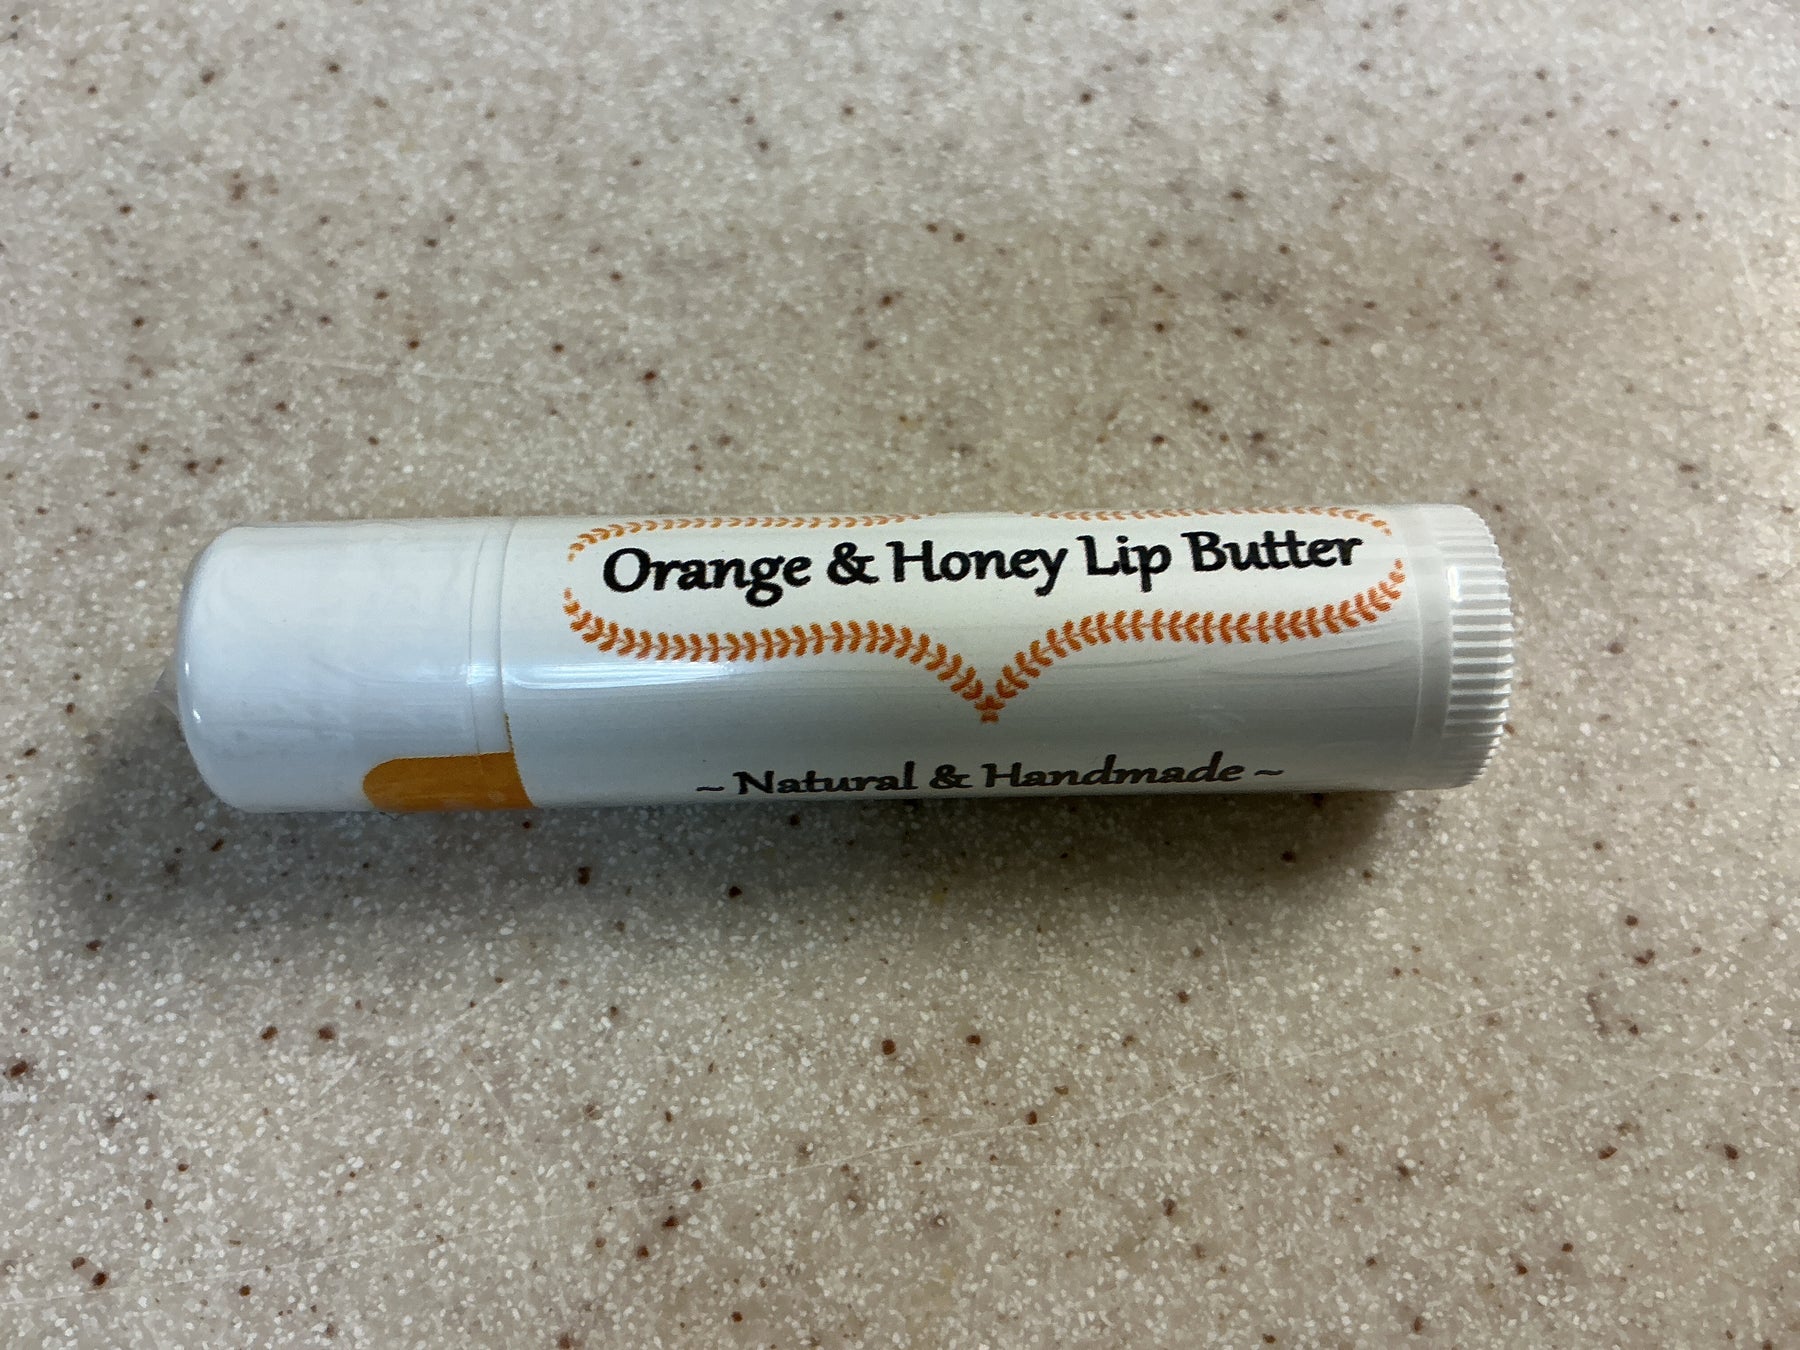 Orange & Honey Lip Butter
~ Natural & Handmade ~